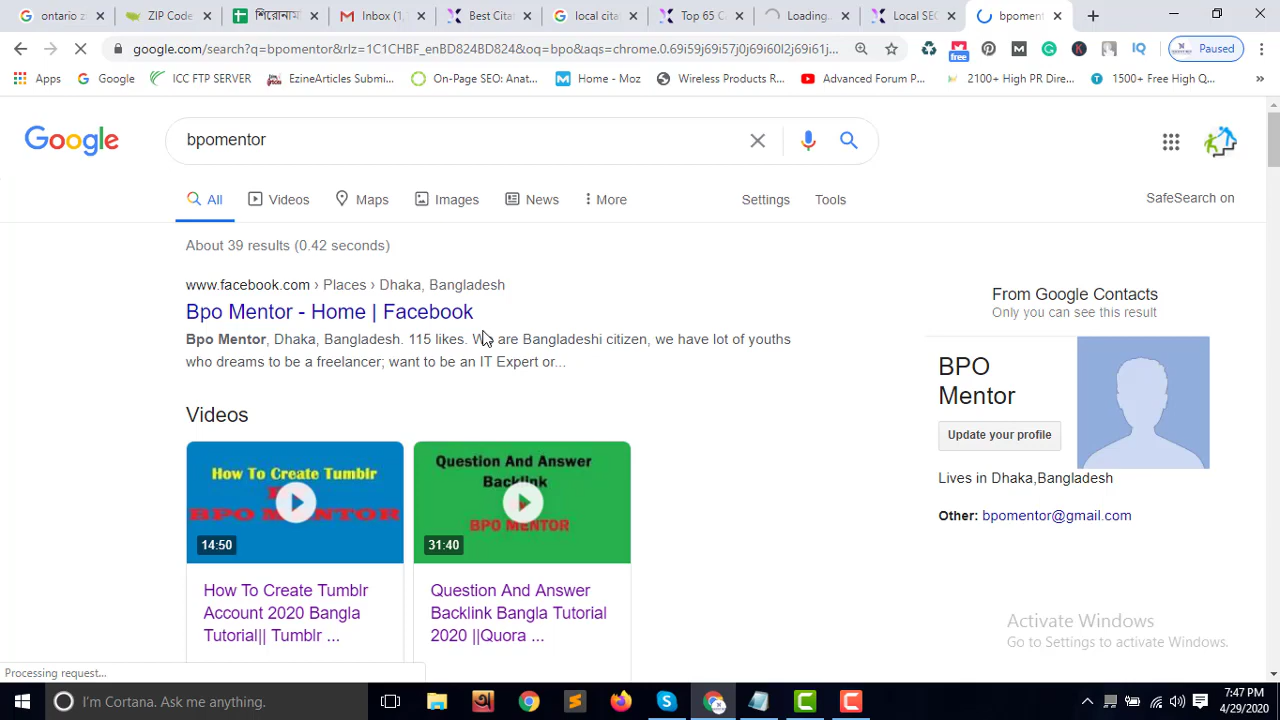 ontario z
ZIP Code
Inbox (1,
Best Cita
local cita
Top 65 C
Loading..
Local SEC
bpoment
google.com/search?q=bpomentor&rlz=1C1CHBF_enBD824BD824&oq=bpo&aqs=chrome.0.69i59j69i57j0j69i60l2j69i61j...
free
IQ
Paused
Apps
Google
ICC FTP SERVER
EzineArticles Submi...
On-Page SEO: Anat...
Home - Moz
Wireless Products R...
Advanced Forum P...
2100+ High PR Dire...
1500+ Free High Q...
»
Google
bpomentor
All
Videos
Maps
Images
News
More
Settings
Tools
SafeSearch on
About 39 results (0.42 seconds)
www.facebook.com › Places › Dhaka, Bangladesh
Bpo Mentor - Home | Facebook
Bpo Mentor, Dhaka, Bangladesh. 115 likes. We are Bangladeshi citizen, we have lot of youths
who dreams to be a freelancer; want to be an IT Expert or...
From Google Contacts
Only you can see this result
BPO
Mentor
Update your profile
Lives in Dhaka,Bangladesh
Other: bpomentor@gmail.com
Videos
How To Create Tumblr
BPO MENTOR
14:50
Question And Answer
Backlink
BPO MENTOR
31:40
How To Create Tumblr
Account 2020 Bangla
Tutorial|| Tumblr ...
Question And Answer
Backlink Bangla Tutorial
2020 ||Quora ...
Activate Windows
Go to Settings to activate Windows.
Processing request...
I'm Cortana. Ask me anything.
7:47 PM
4/29/2020